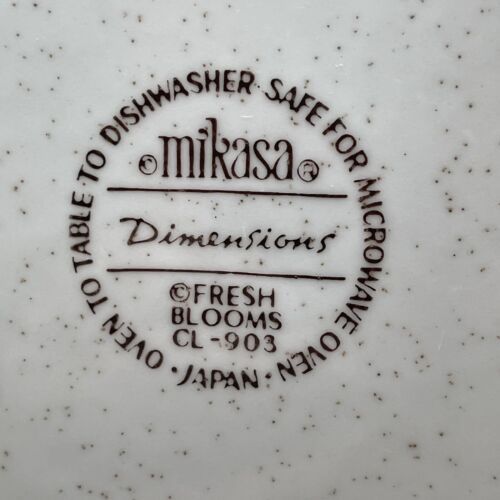 OVEN TO TABLE TO DISHWASHER SAFE FOR MICROWAVE OVEN · JAPAN ·
©mikasa®
Dimensions
©FRESH
BLOOMS
CL-903